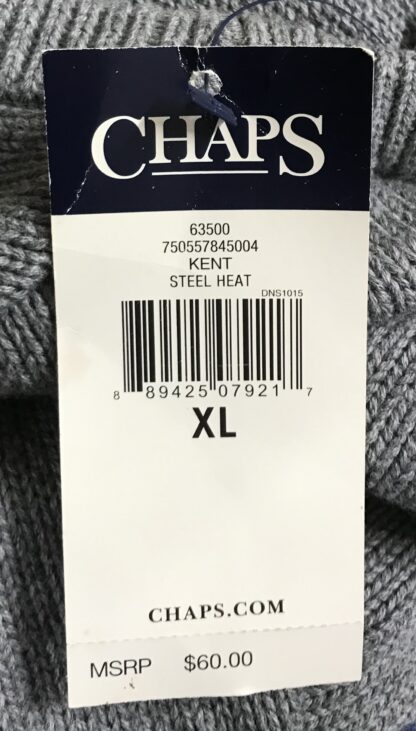 CHAPS
63500
750557845004
KENT
STEEL HEAT
DNS1015
8 89425 07921 7
XL
CHAPS.COM
MSRP $60.00